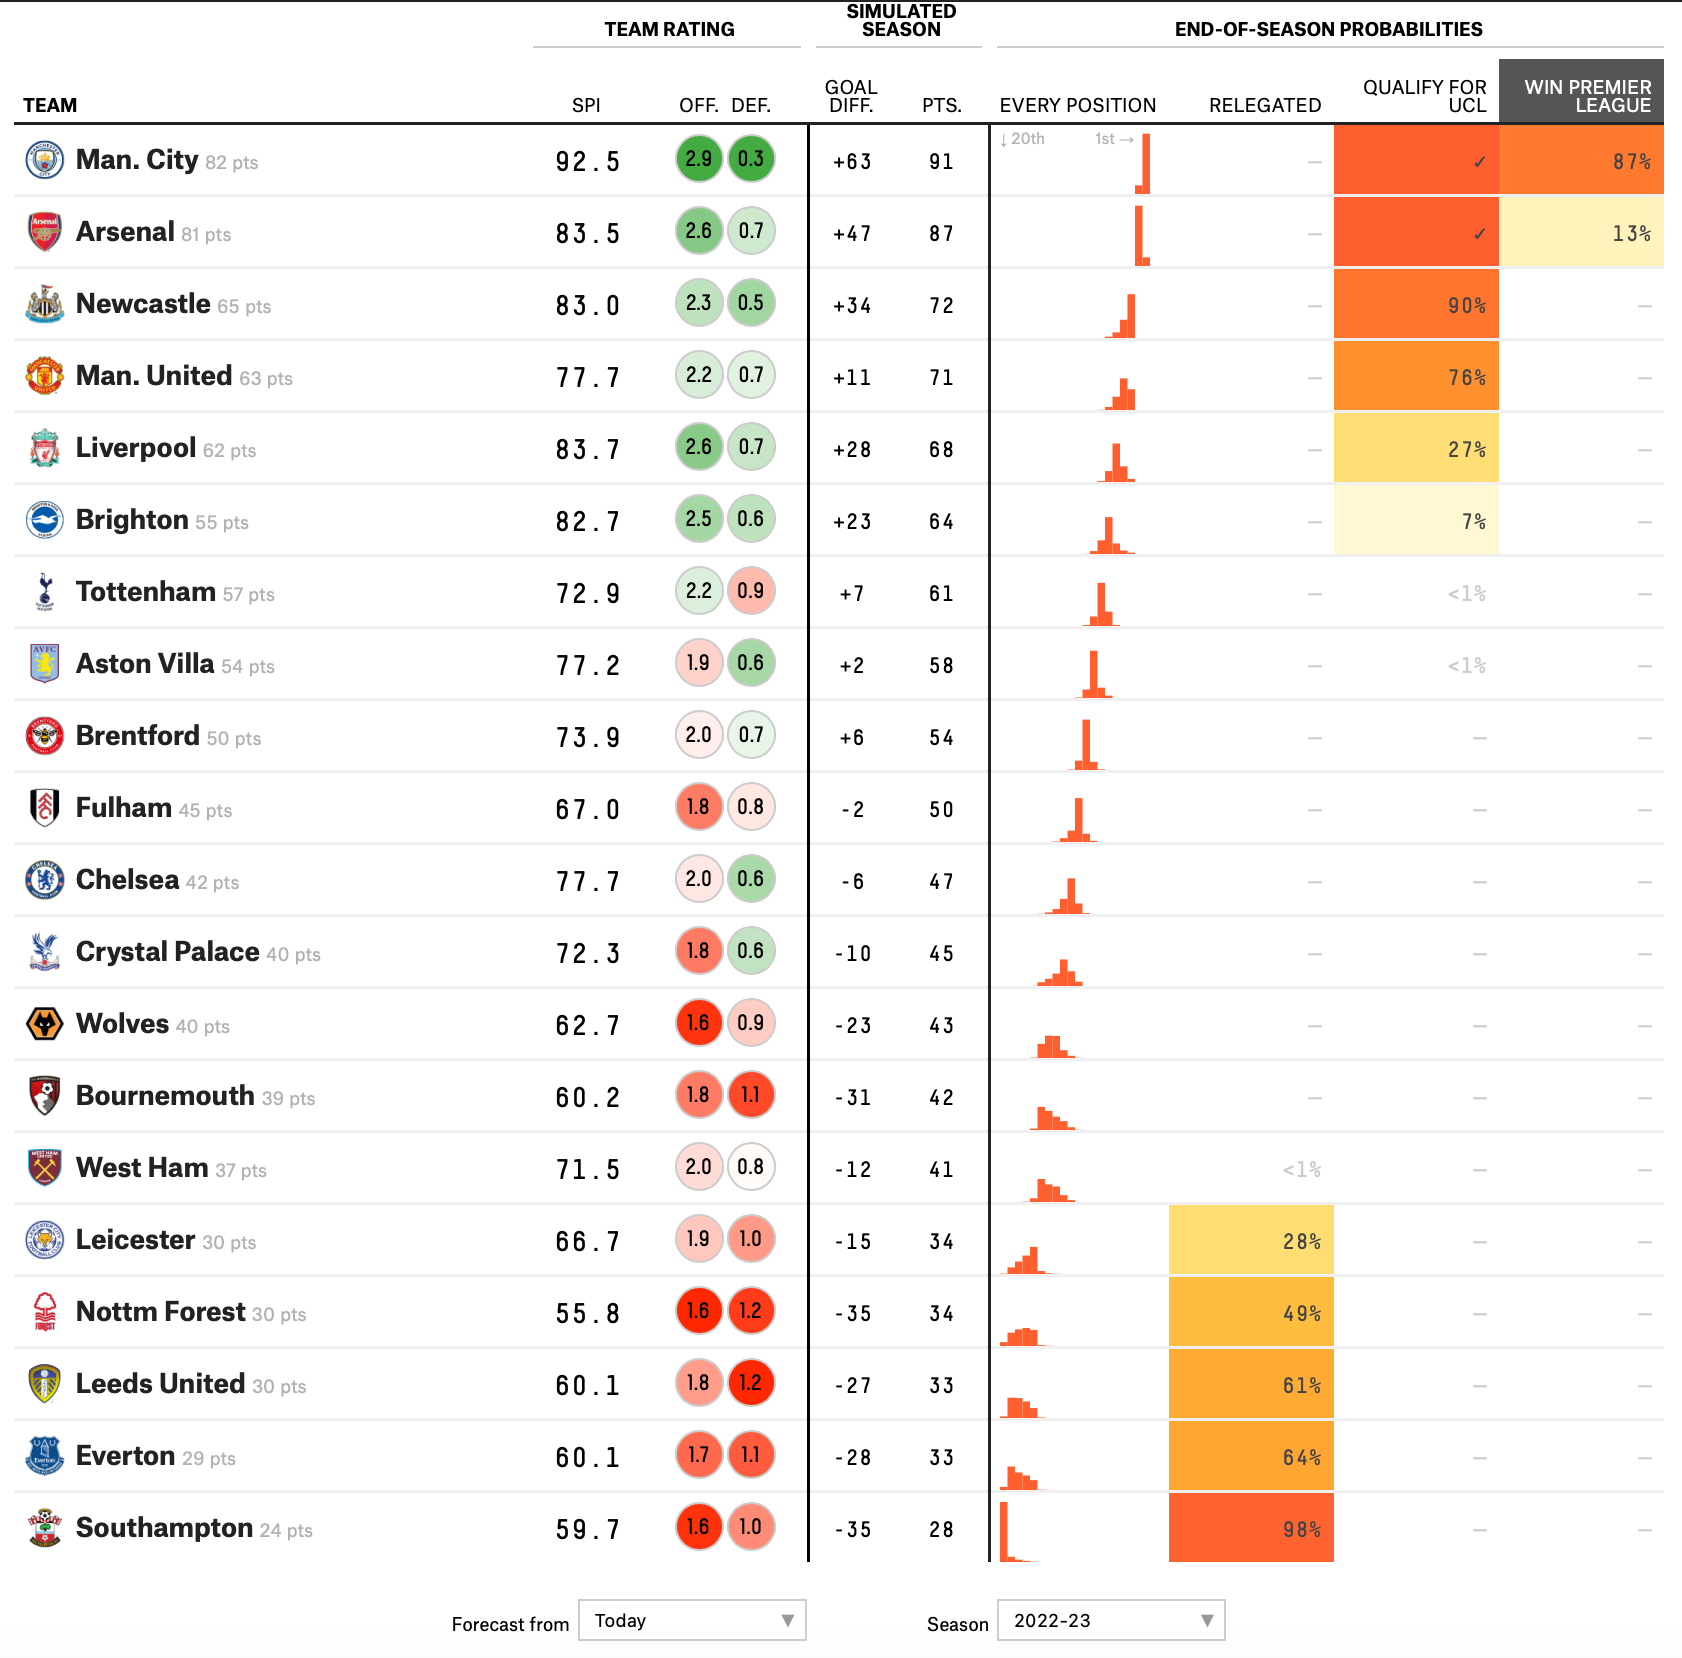 TEAM RATING
SIMULATED
SEASON
END-OF-SEASON PROBABILITIES
TEAM SPI OFF. DEF. GOAL DIFF. PTS. EVERY POSITION RELEGATED QUALIFY FOR UCL WIN PREMIER LEAGUE
↓ 20th 1st →
Man. City 82 pts 92.5 2.9 0.3 +63 91 — ✓ 87%
Arsenal 81 pts 83.5 2.6 0.7 +47 87 — ✓ 13%
Newcastle 65 pts 83.0 2.3 0.5 +34 72 — 90% —
Man. United 63 pts 77.7 2.2 0.7 +11 71 — 76% —
Liverpool 62 pts 83.7 2.6 0.7 +28 68 — 27% —
Brighton 55 pts 82.7 2.5 0.6 +23 64 — 7% —
Tottenham 57 pts 72.9 2.2 0.9 +7 61 — <1% —
Aston Villa 54 pts 77.2 1.9 0.6 +2 58 — <1% —
Brentford 50 pts 73.9 2.0 0.7 +6 54 — — —
Fulham 45 pts 67.0 1.8 0.8 -2 50 — — —
Chelsea 42 pts 77.7 2.0 0.6 -6 47 — — —
Crystal Palace 40 pts 72.3 1.8 0.6 -10 45 — — —
Wolves 40 pts 62.7 1.6 0.9 -23 43 — — —
Bournemouth 39 pts 60.2 1.8 1.1 -31 42 — — —
West Ham 37 pts 71.5 2.0 0.8 -12 41 <1% — —
Leicester 30 pts 66.7 1.9 1.0 -15 34 28% — —
Nottm Forest 30 pts 55.8 1.6 1.2 -35 34 49% — —
Leeds United 30 pts 60.1 1.8 1.2 -27 33 61% — —
Everton 29 pts 60.1 1.7 1.1 -28 33 64% — —
Southampton 24 pts 59.7 1.6 1.0 -35 28 98% — —
Forecast from Today ▼ Season 2022-23 ▼